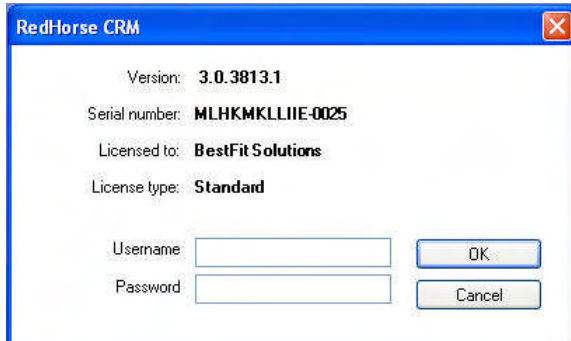 RedHorse CRM
Version: 3.0.3813.1
Serial number: MLHKMKLLIIE-0025
Licensed to: BestFit Solutions
License type: Standard
Username
OK
Password
Cancel